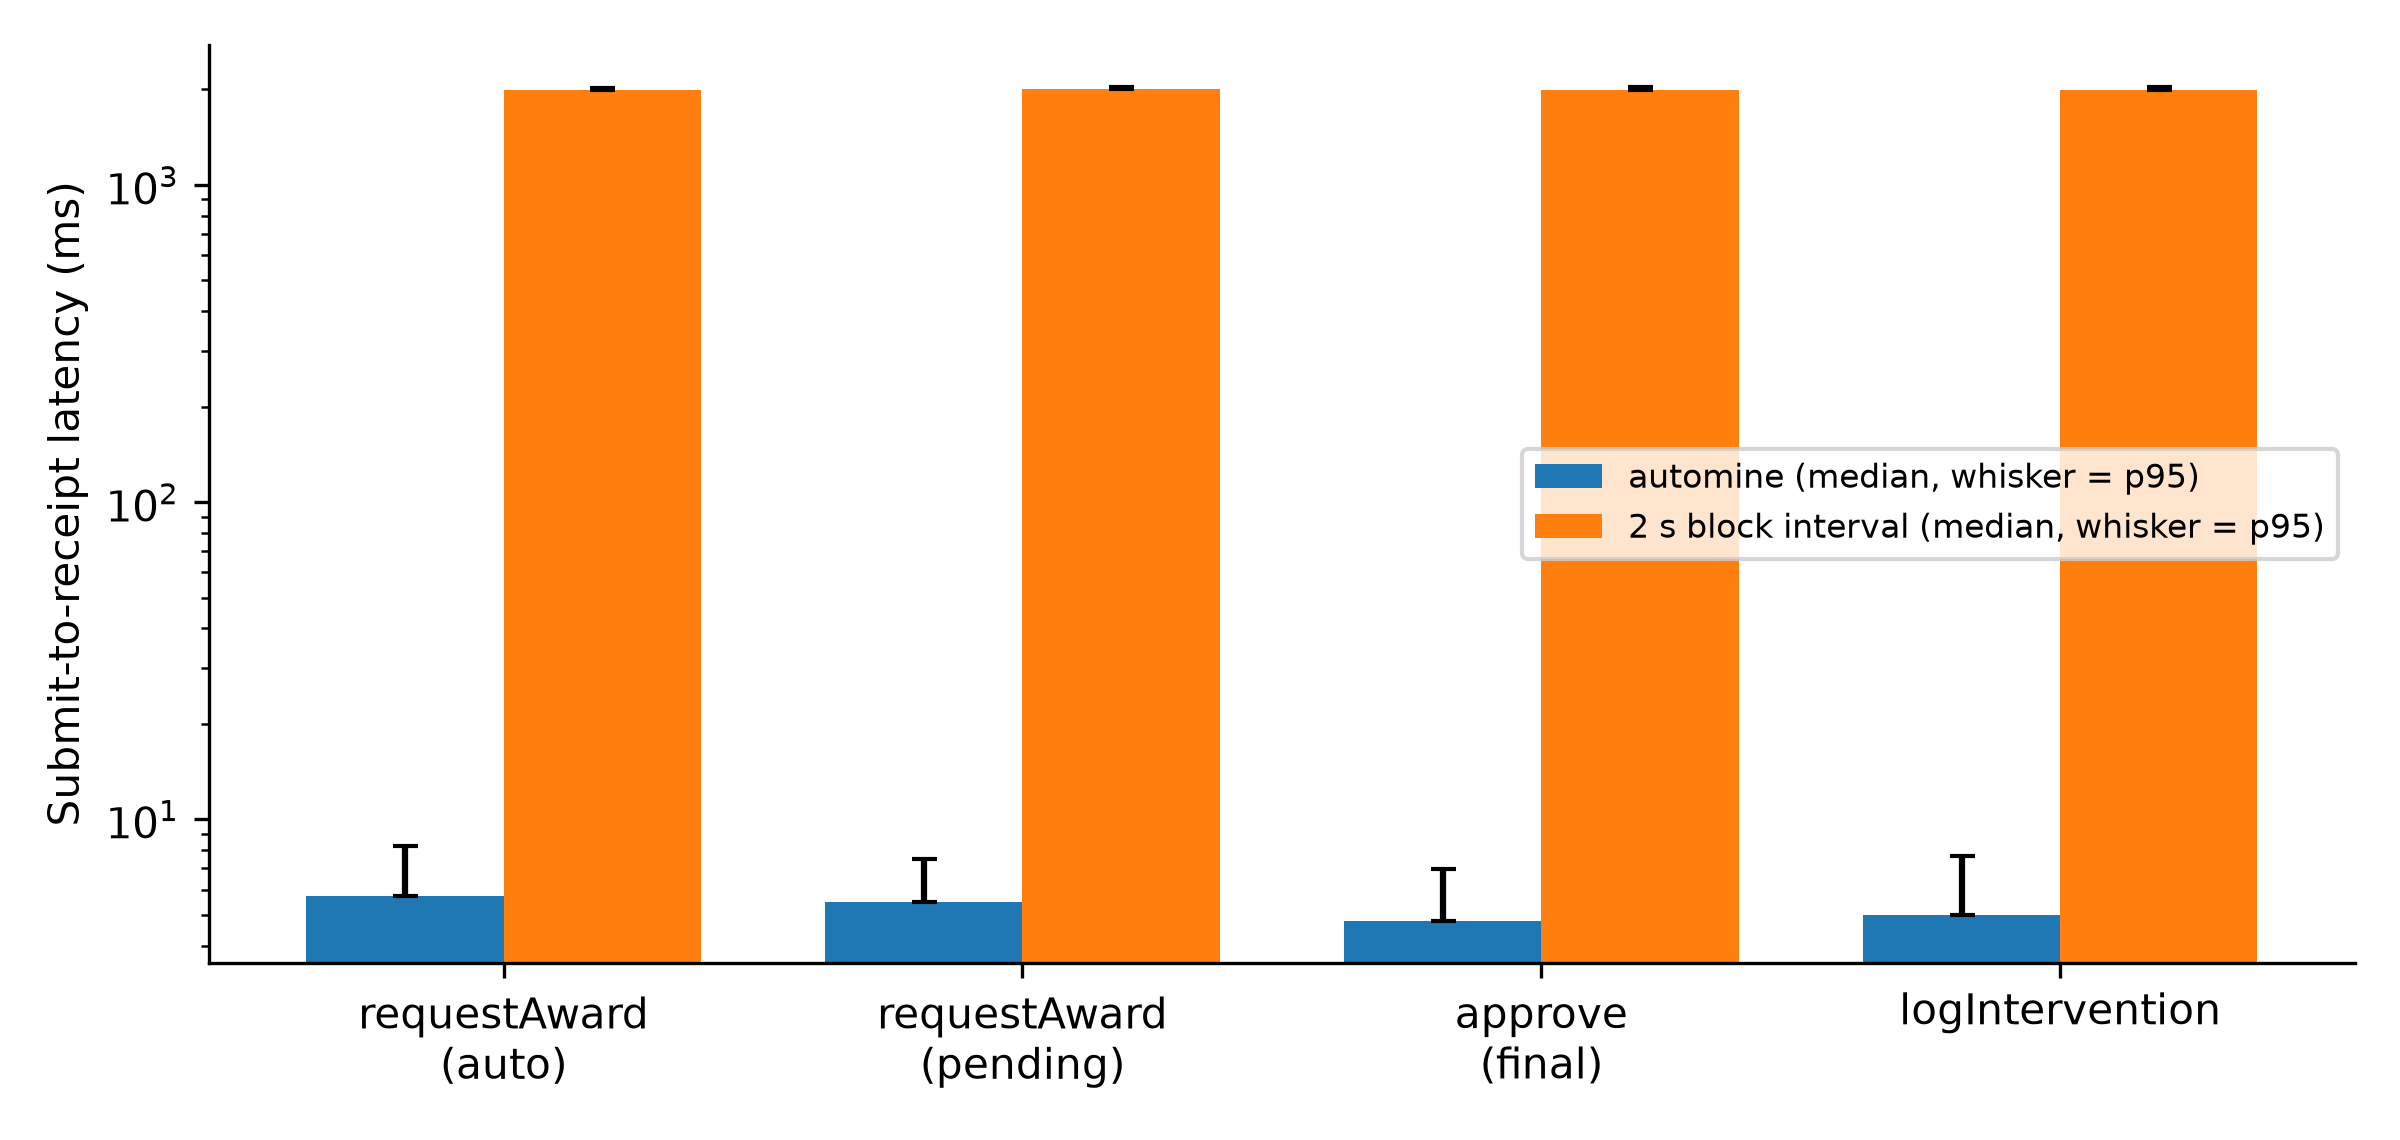 Submit-to-receipt latency (ms)
10³
10²
10¹
automine (median, whisker = p95)
2 s block interval (median, whisker = p95)
requestAward
(auto)
requestAward
(pending)
approve
(final)
logIntervention